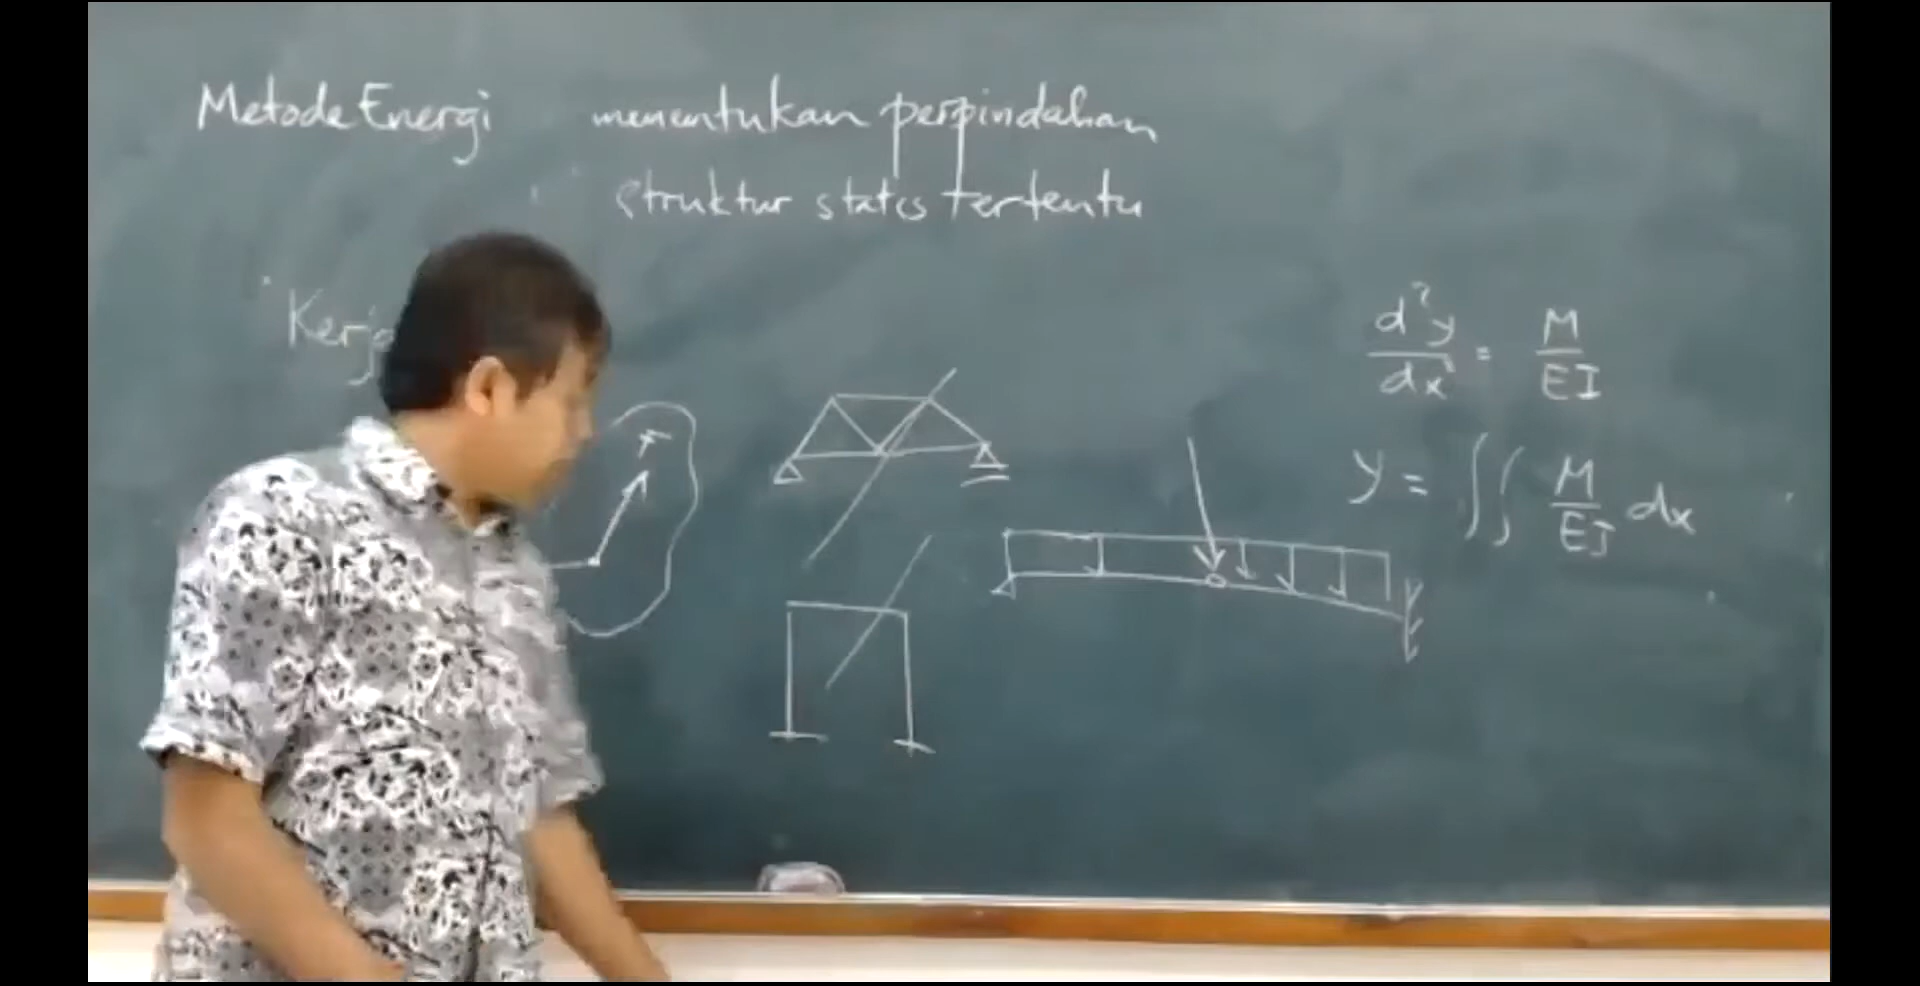 Metode Energi menentukan perpindahan
struktur statis tertentu
F
d²y/dx² = M/EI
y = ∫∫ M/EI dx